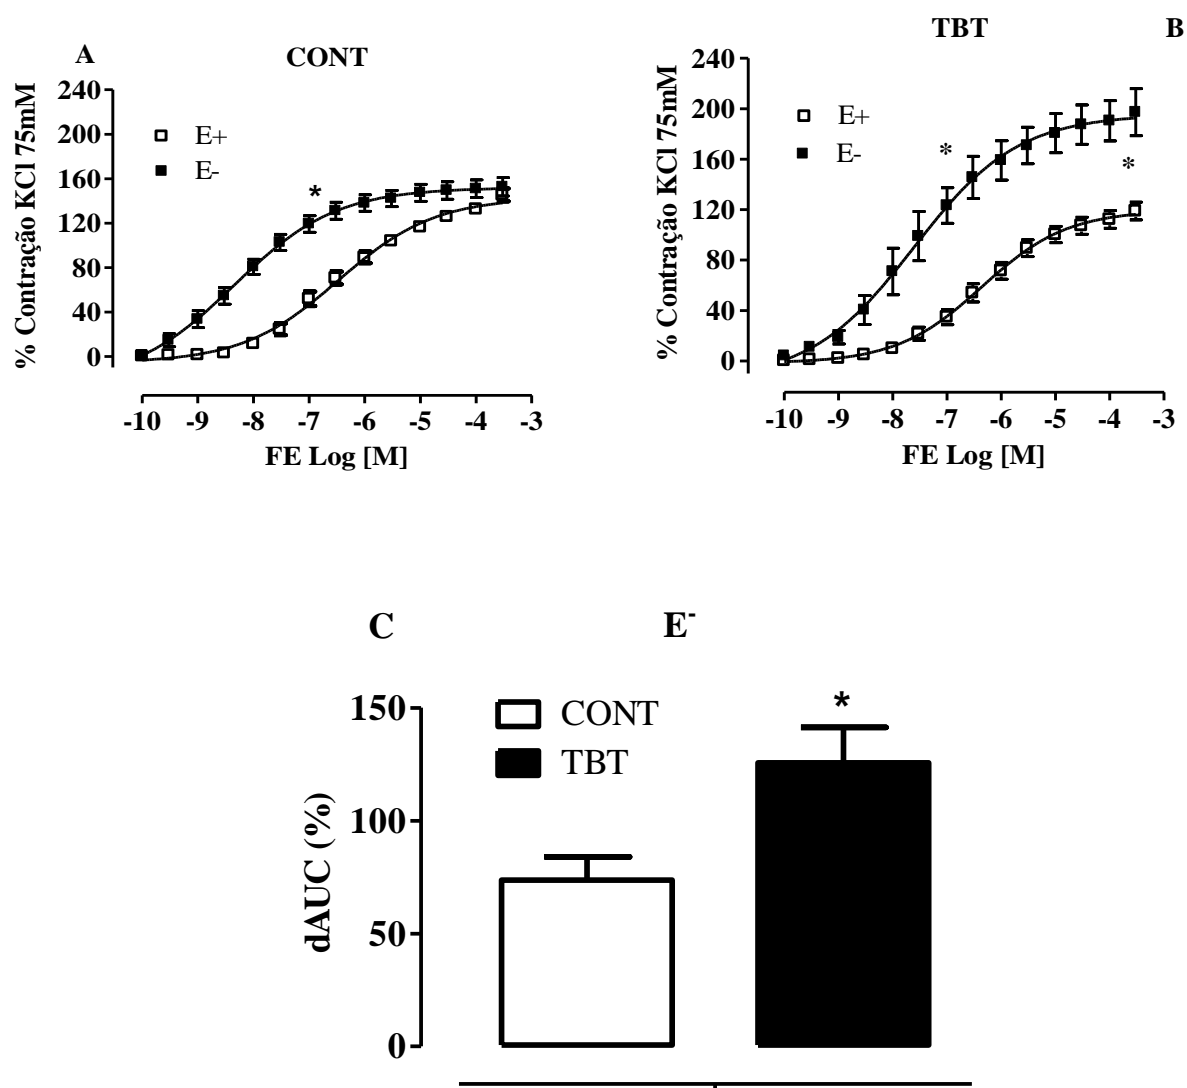 A
CONT
% Contração KCl 75mM
240
200
160
120
80
40
0
E+
E-
*
-10 -9 -8 -7 -6 -5 -4 -3
FE Log [M]
TBT
B
% Contração KCl 75mM
240
200
160
120
80
40
0
E+
E-
*
*
-10 -9 -8 -7 -6 -5 -4 -3
FE Log [M]
C
E-
dAUC (%)
150
100
50
0
CONT
TBT
*